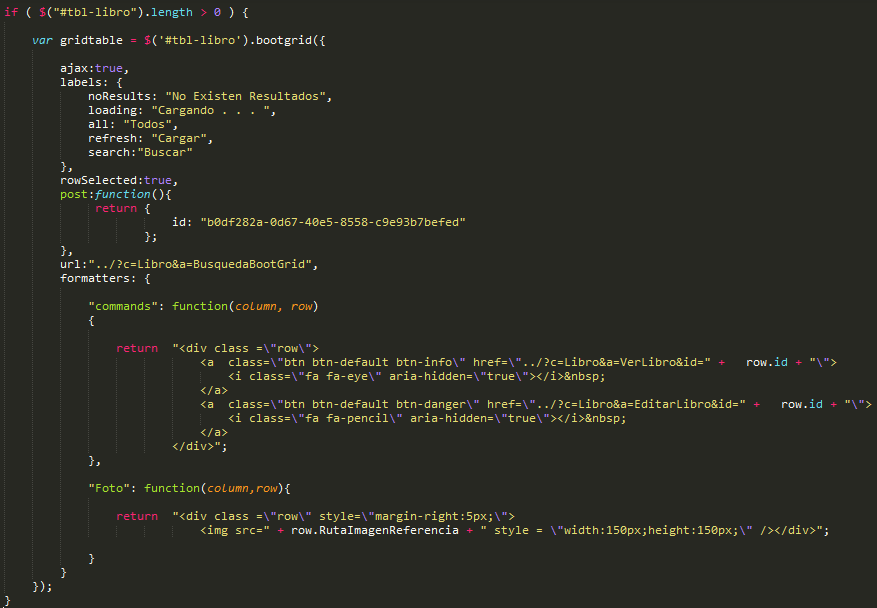 if ( $("#tbl-libro").length > 0 ) {
var gridtable = $('#tbl-libro').bootgrid({
ajax:true,
labels: {
noResults: "No Existen Resultados",
loading: "Cargando . . . ",
all: "Todos",
refresh: "Cargar",
search:"Buscar"
},
rowSelected:true,
post:function(){
return {
id: "b0df282a-0d67-40e5-8558-c9e93b7befed"
};
},
url:"../?c=Libro&a=BusquedaBootGrid",
formatters: {
"commands": function(column, row)
{
return "<div class =\"row\">
<a class=\"btn btn-default btn-info\" href=\"../?c=Libro&a=VerLibro&id=" + row.id + "\">
<i class=\"fa fa-eye\" aria-hidden=\"true\"></i>&nbsp;
</a>
<a class=\"btn btn-default btn-danger\" href=\"../?c=Libro&a=EditarLibro&id=" + row.id + "\">
<i class=\"fa fa-pencil\" aria-hidden=\"true\"></i>&nbsp;
</a>
</div>";
},
"Foto": function(column,row){
return "<div class =\"row\" style=\"margin-right:5px;\">
<img src=" + row.RutaImagenReferencia + " style = \"width:150px;height:150px;\" /></div>";
}
}
});
}